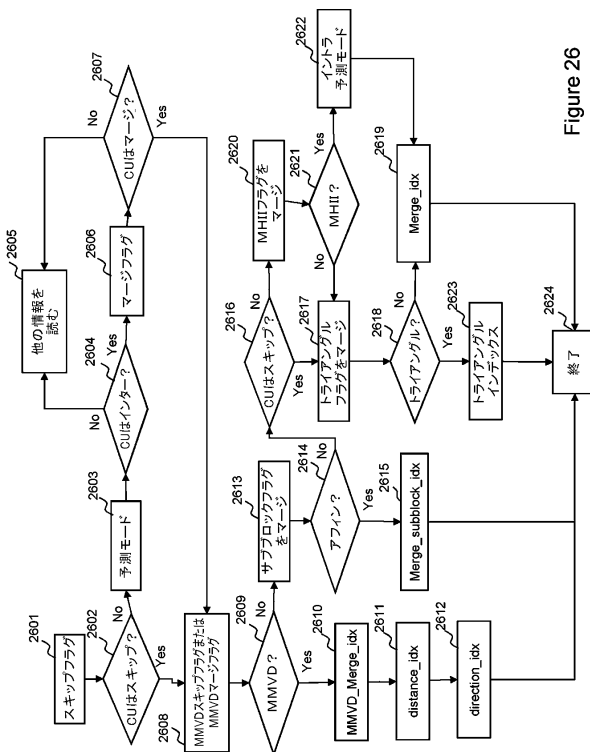 2601
スキップフラグ
2602
CUはスキップ?
No
Yes
2603
予測モード
2604
CUはインター?
No
Yes
2605
他の情報を
読む
2606
マージフラグ
2607
CUはマージ?
No
Yes
2608
MMVDスキップフラグまたは
MMVDマージフラグ
2609
MMVD?
No
Yes
2610
MMVD_Merge_idx
2611
distance_idx
2612
direction_idx
2613
サブブロックフラグ
をマージ
2614
アフィン?
No
Yes
2615
Merge_subblock_idx
2616
CUはスキップ?
No
Yes
2617
トライアングル
フラグをマージ
2618
トライアングル?
No
Yes
2619
Merge_idx
2620
MHIIフラグを
マージ
2621
MHII?
Yes
No
2622
イントラ
予測モード
2623
トライアングル
インデックス
2624
終了
Figure 26